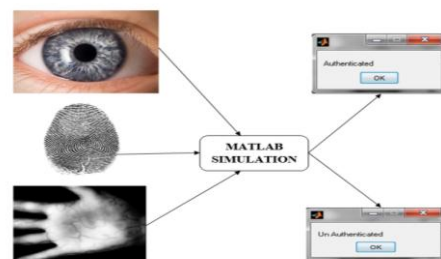 Authenticated
OK
MATLAB
SIMULATION
Un Authenticated
OK